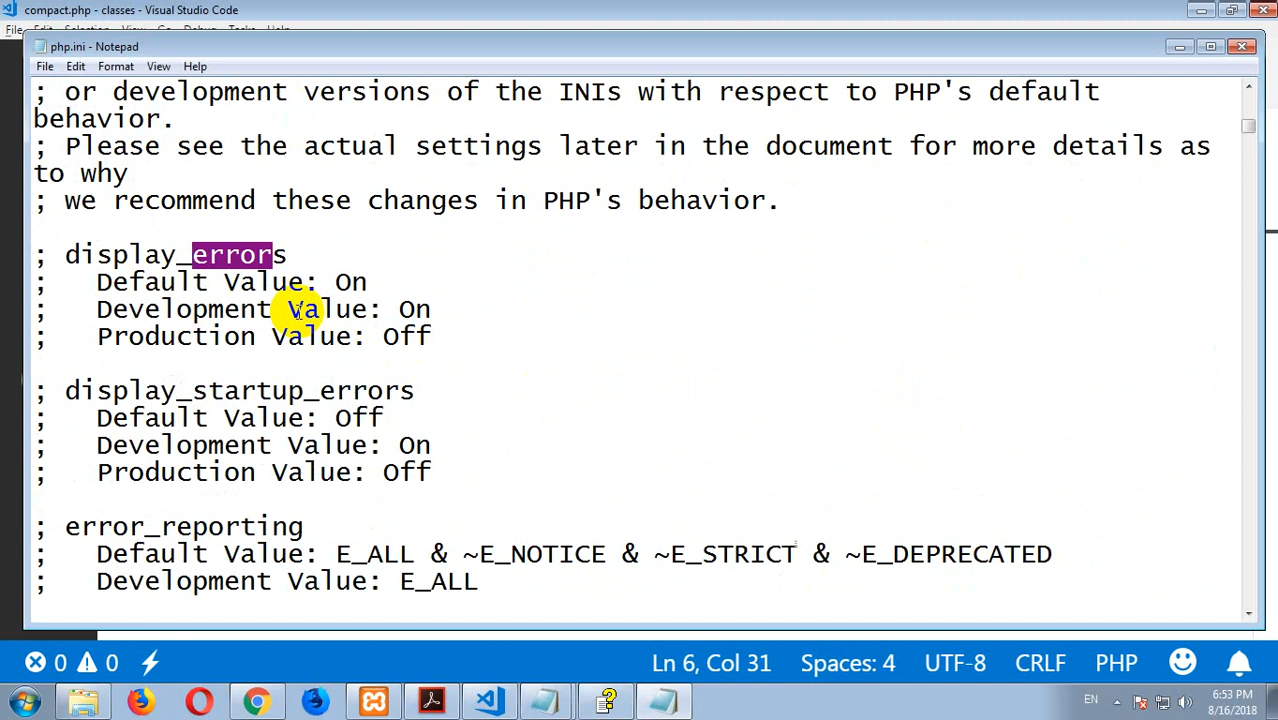 compact.php - classes - Visual Studio Code
php.ini - Notepad
File Edit Format View Help
; or development versions of the INIs with respect to PHP's default
behavior.
; Please see the actual settings later in the document for more details as
to why
; we recommend these changes in PHP's behavior.
; display_errors
; Default Value: On
; Development Value: On
; Production Value: Off
; display_startup_errors
; Default Value: Off
; Development Value: On
; Production Value: Off
; error_reporting
; Default Value: E_ALL & ~E_NOTICE & ~E_STRICT & ~E_DEPRECATED
; Development Value: E_ALL
0 0 Ln 6, Col 31 Spaces: 4 UTF-8 CRLF PHP
EN 6:53 PM
8/16/2018